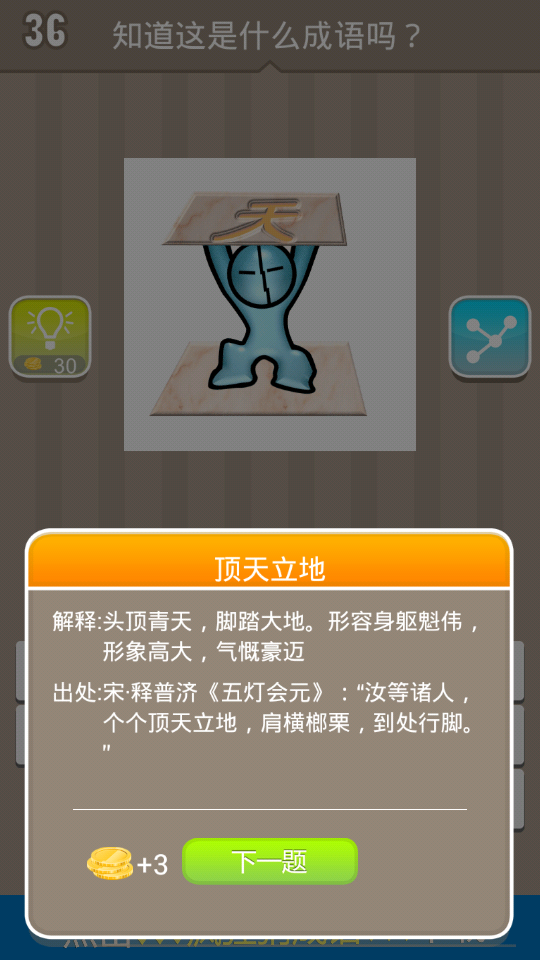 36
知道这是什么成语吗？
天
30
顶天立地
解释:头顶青天，脚踏大地。形容身躯魁伟，
形象高大，气慨豪迈
出处:宋·释普济《五灯会元》：“汝等诸人，
个个顶天立地，肩横榔栗，到处行脚。
”
+3
下一题